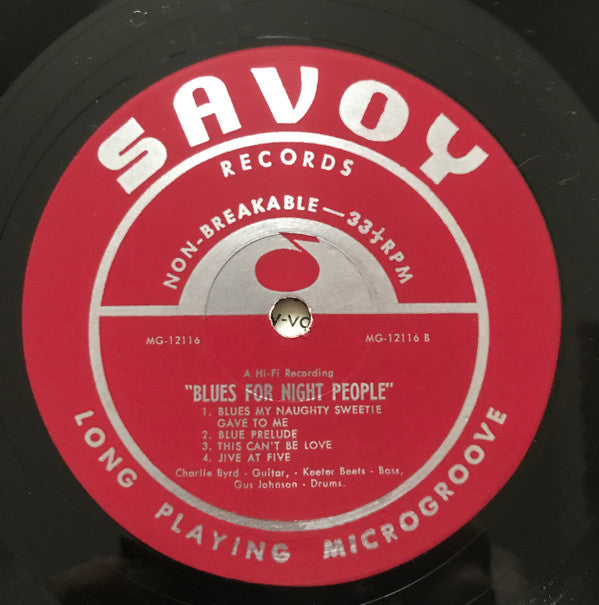 SAVOY
RECORDS
NON-BREAKABLE—33⅓RPM
V-VO
MG-12116
MG-12116 B
A Hi-Fi Recording
"BLUES FOR NIGHT PEOPLE"
1. BLUES MY NAUGHTY SWEETIE
GAVE TO ME
2. BLUE PRELUDE
3. THIS CAN'T BE LOVE
4. JIVE AT FIVE
Charlie Byrd - Guitar, - Keeter Beets - Bass,
Gus Johnson - Drums.
LONG PLAYING MICROGROOVE